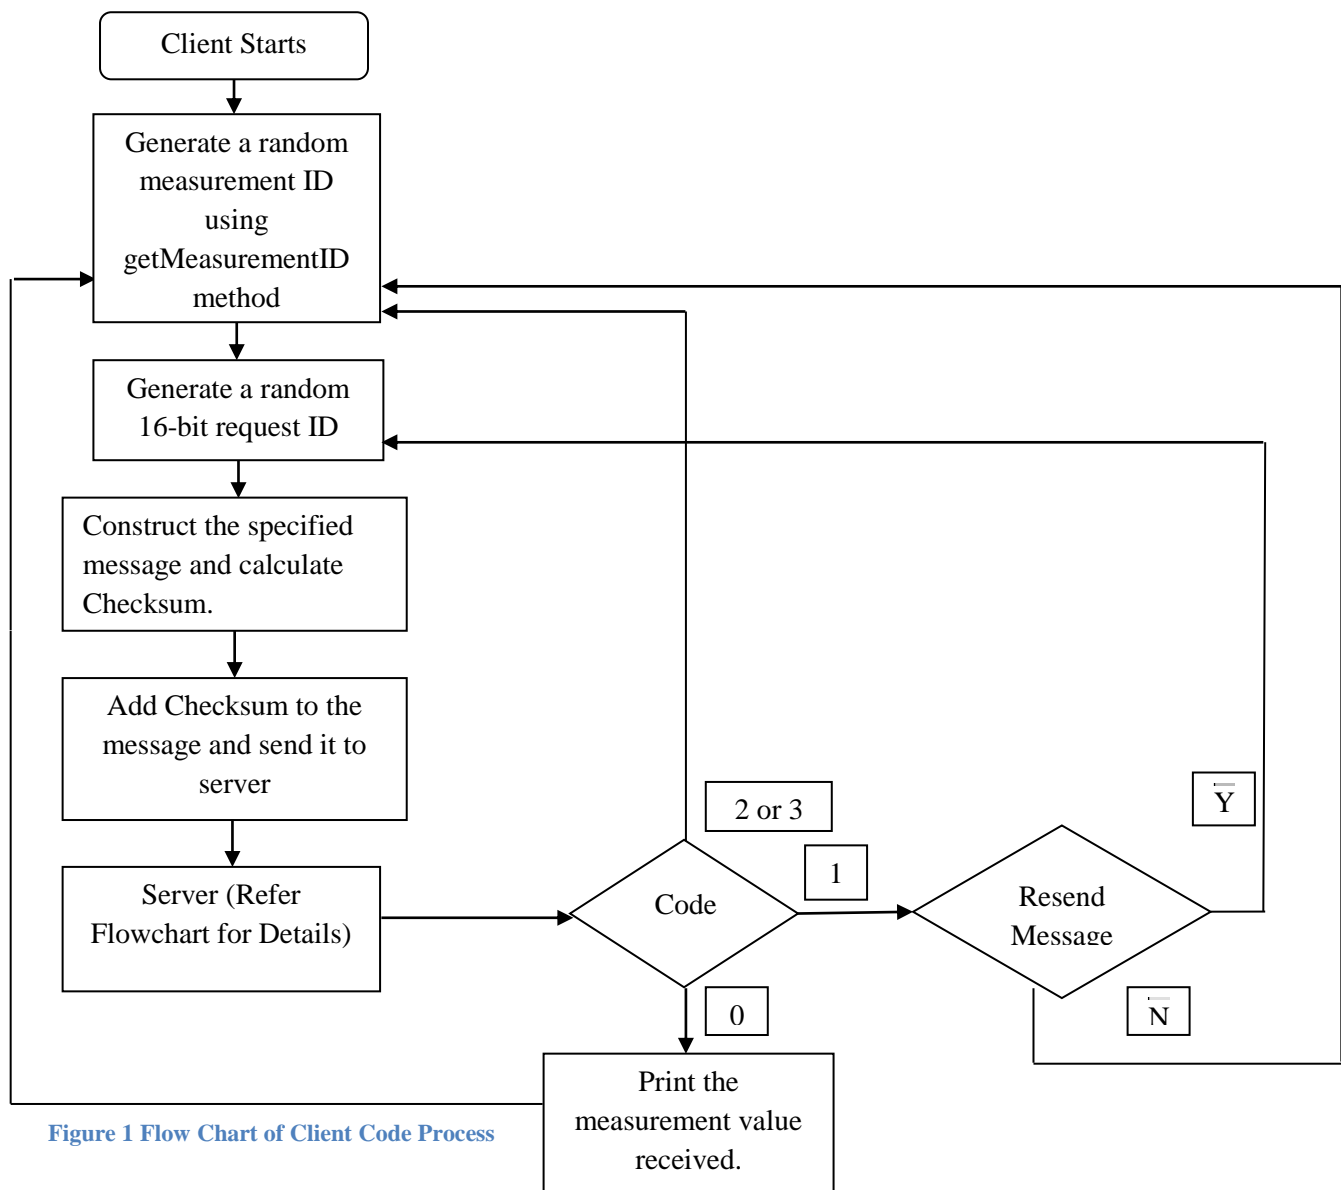 Client Starts
Generate a random
measurement ID
using
getMeasurementID
method
Generate a random
16-bit request ID
Construct the specified
message and calculate
Checksum.
Add Checksum to the
message and send it to
server
Server (Refer
Flowchart for Details)
Code
2 or 3
1
0
Resend
Message
Y
N
Print the
measurement value
received.
Figure 1 Flow Chart of Client Code Process